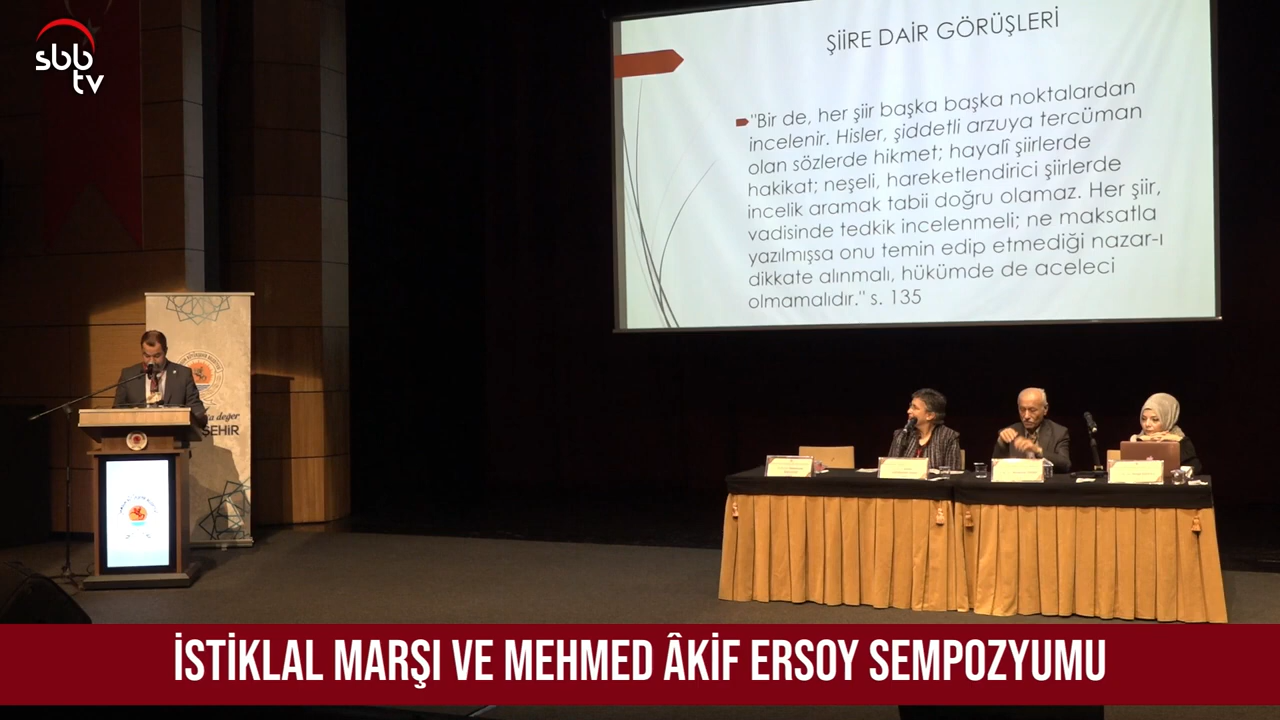 sbb
tv
ŞİİRE DAİR GÖRÜŞLERİ
"Bir de, her şiir başka başka noktalardan
incelenir. Hisler, şiddetli arzuya tercüman
olan sözlerde hikmet; hayalî şiirlerde
hakikat; neşeli, hareketlendirici şiirlerde
incelik aramak tabii doğru olamaz. Her şiir,
vadisinde tedkik incelenmeli; ne maksatla
yazılmışsa onu temin edip etmediği nazar-ı
dikkate alınmalı, hükümde de aceleci
olmamalıdır." s. 135
değer
ŞEHİR
İSTİKLAL MARŞI VE MEHMED ÂKİF ERSOY SEMPOZYUMU